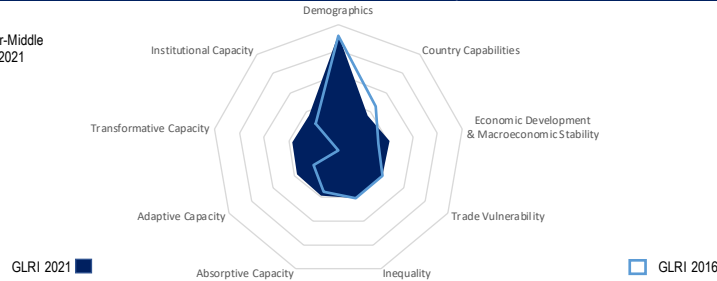 Demographics
r-Middle
2021
Institutional Capacity
Country Capabilities
Transformative Capacity
Economic Development
& Macroeconomic Stability
Adaptive Capacity
Trade Vulnerability
Absorptive Capacity
Inequality
GLRI 2021
GLRI 2016